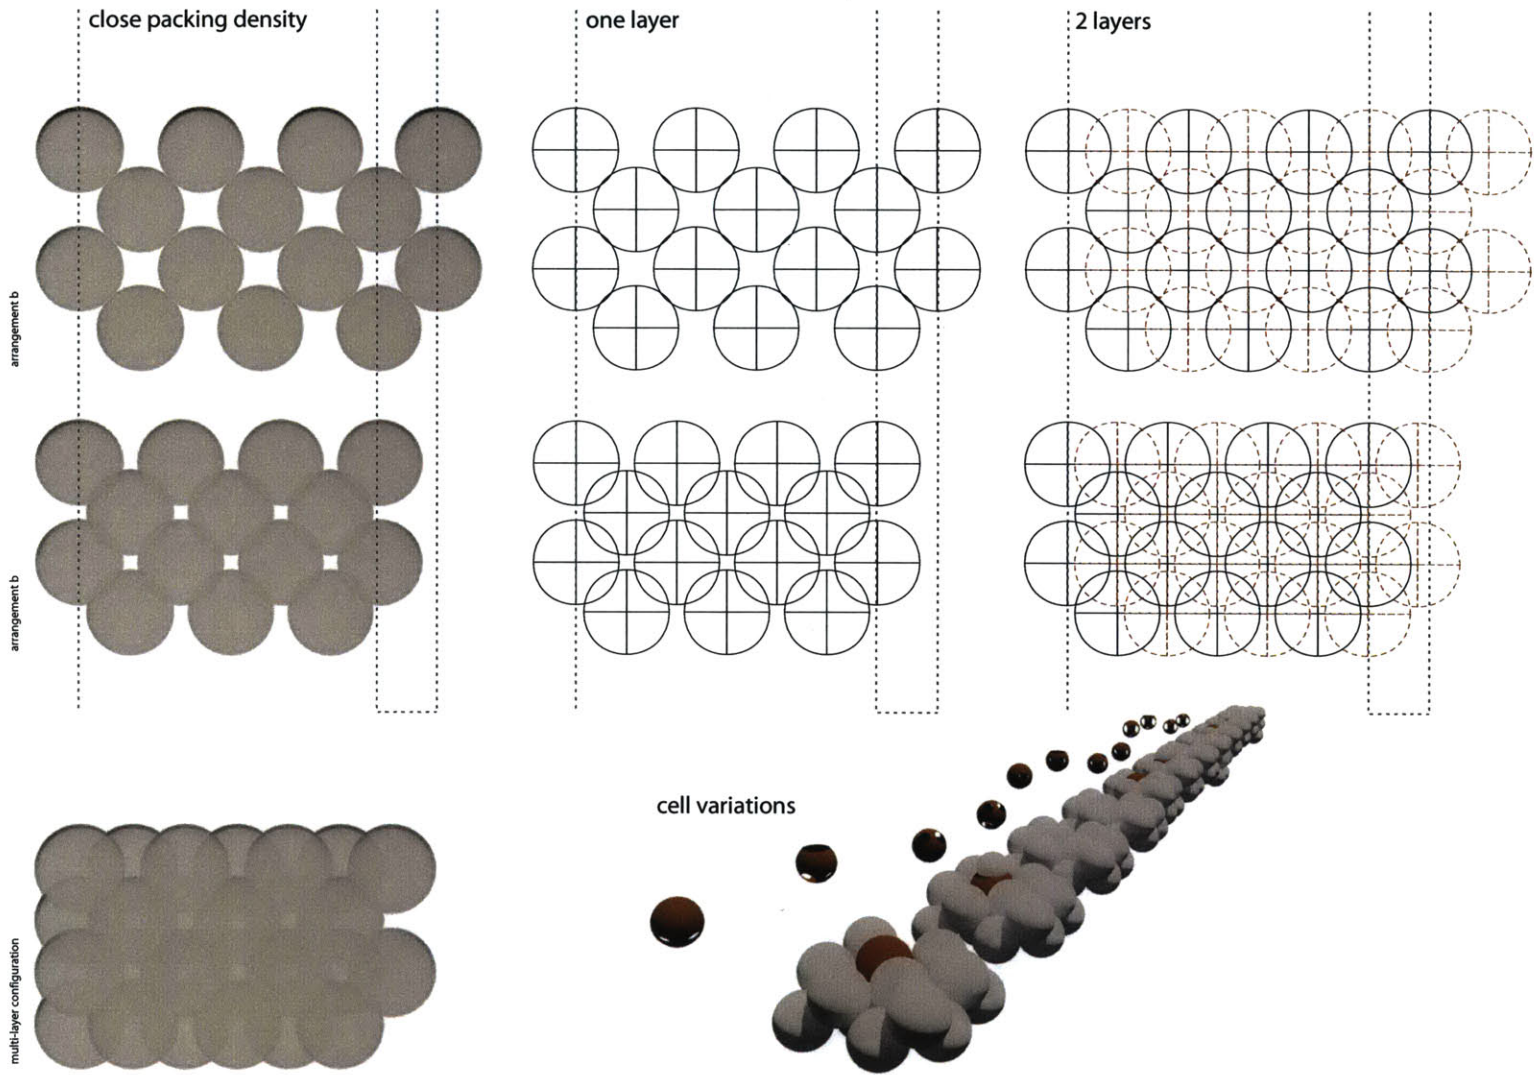 close packing density
one layer
2 layers
arrangement b
arrangement b
cell variations
multi-layer configuration